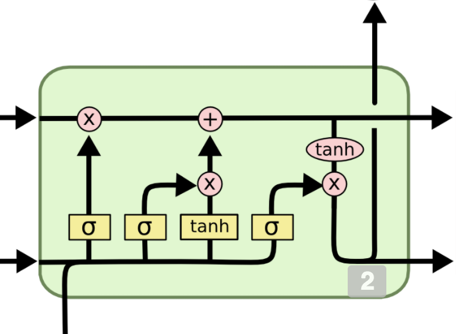 x +
tanh
x x
σ σ tanh σ
2